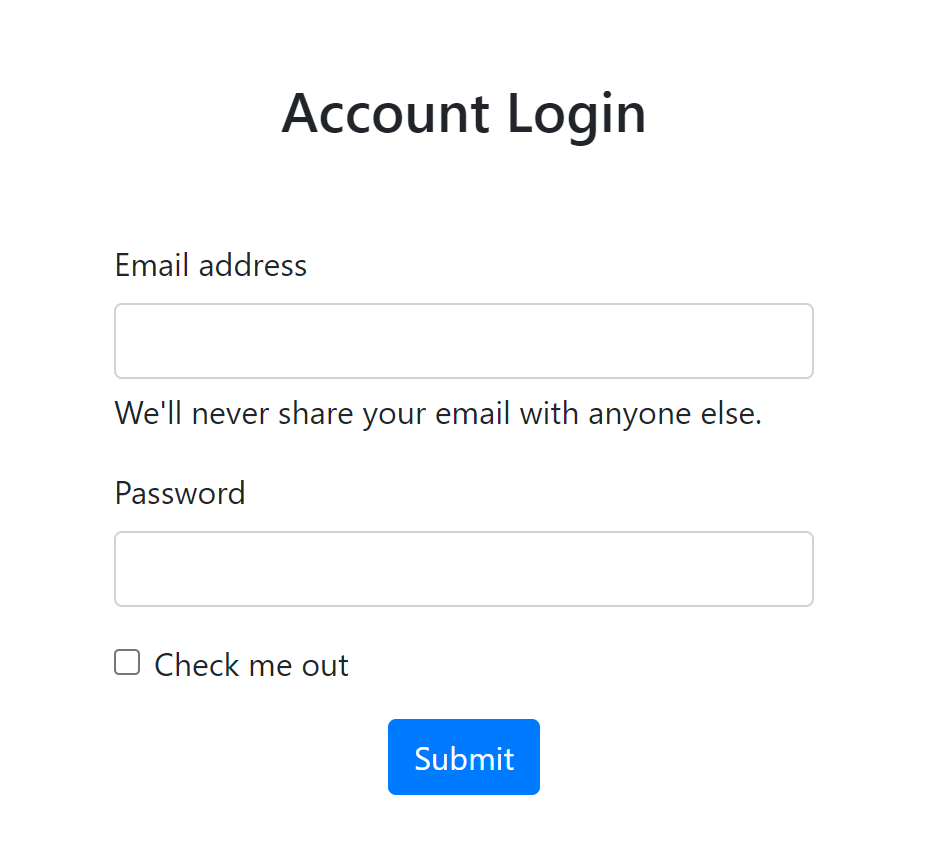 Account Login
Email address
We'll never share your email with anyone else.
Password
Check me out
Submit